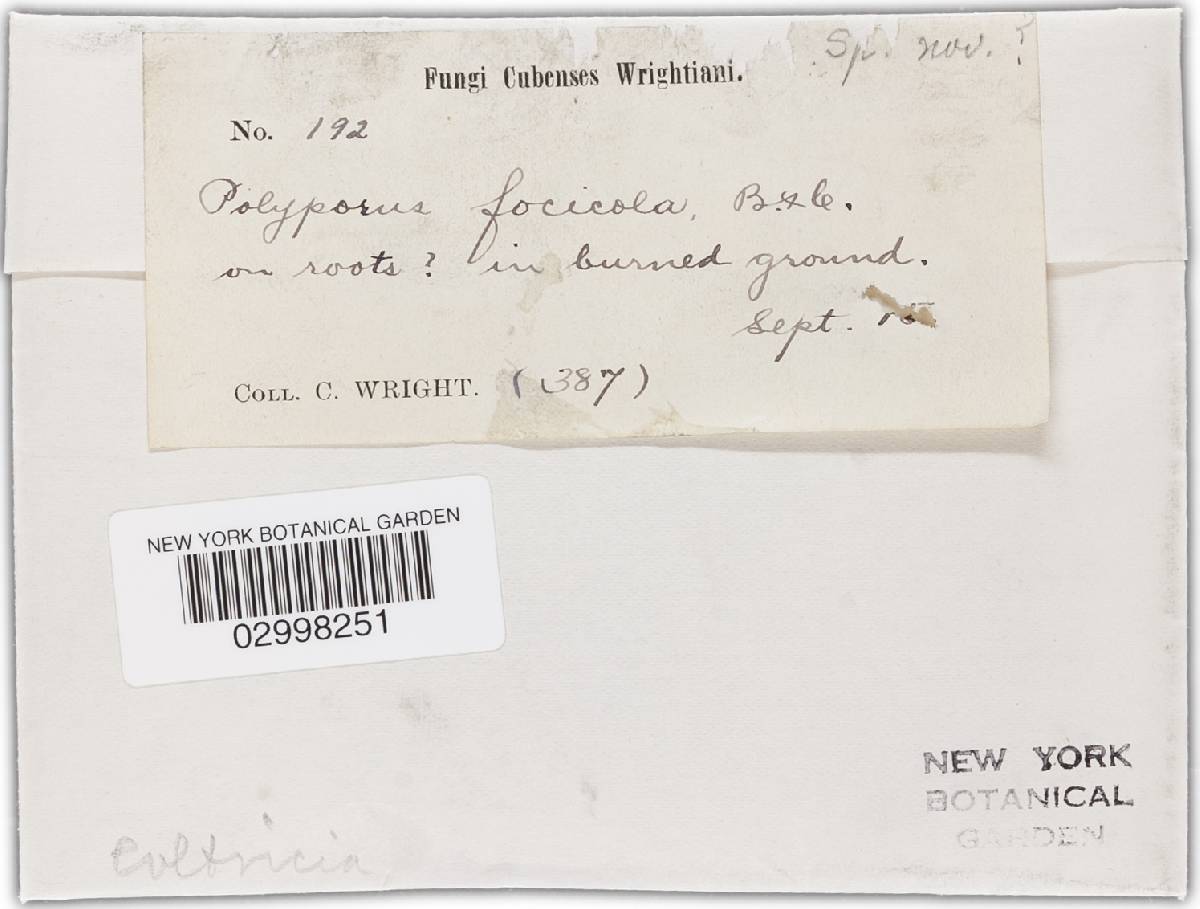 Sp. nov. ?
Fungi Cubenses Wrightiani.
No. 192
Polyporus focicola, B.&C.
on roots? in burned ground.
Sept.
COLL. C. WRIGHT. (387)
NEW YORK BOTANICAL GARDEN
02998251
NEW YORK
BOTANICAL
GARDEN
Coltricia